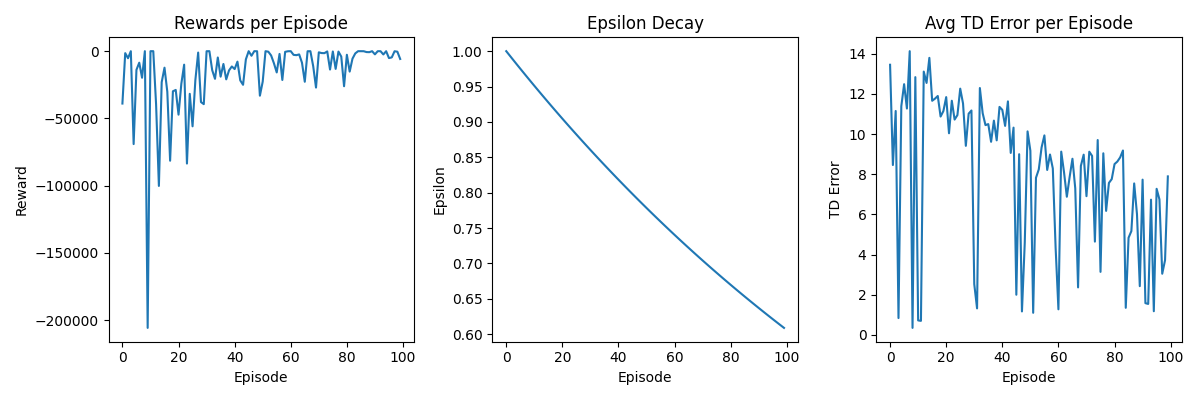 Rewards per Episode
0
−50000
−100000
−150000
−200000
Reward
0 20 40 60 80 100
Episode
Epsilon Decay
1.00
0.95
0.90
0.85
0.80
0.75
0.70
0.65
0.60
Epsilon
0 20 40 60 80 100
Episode
Avg TD Error per Episode
14
12
10
8
6
4
2
0
TD Error
0 20 40 60 80 100
Episode